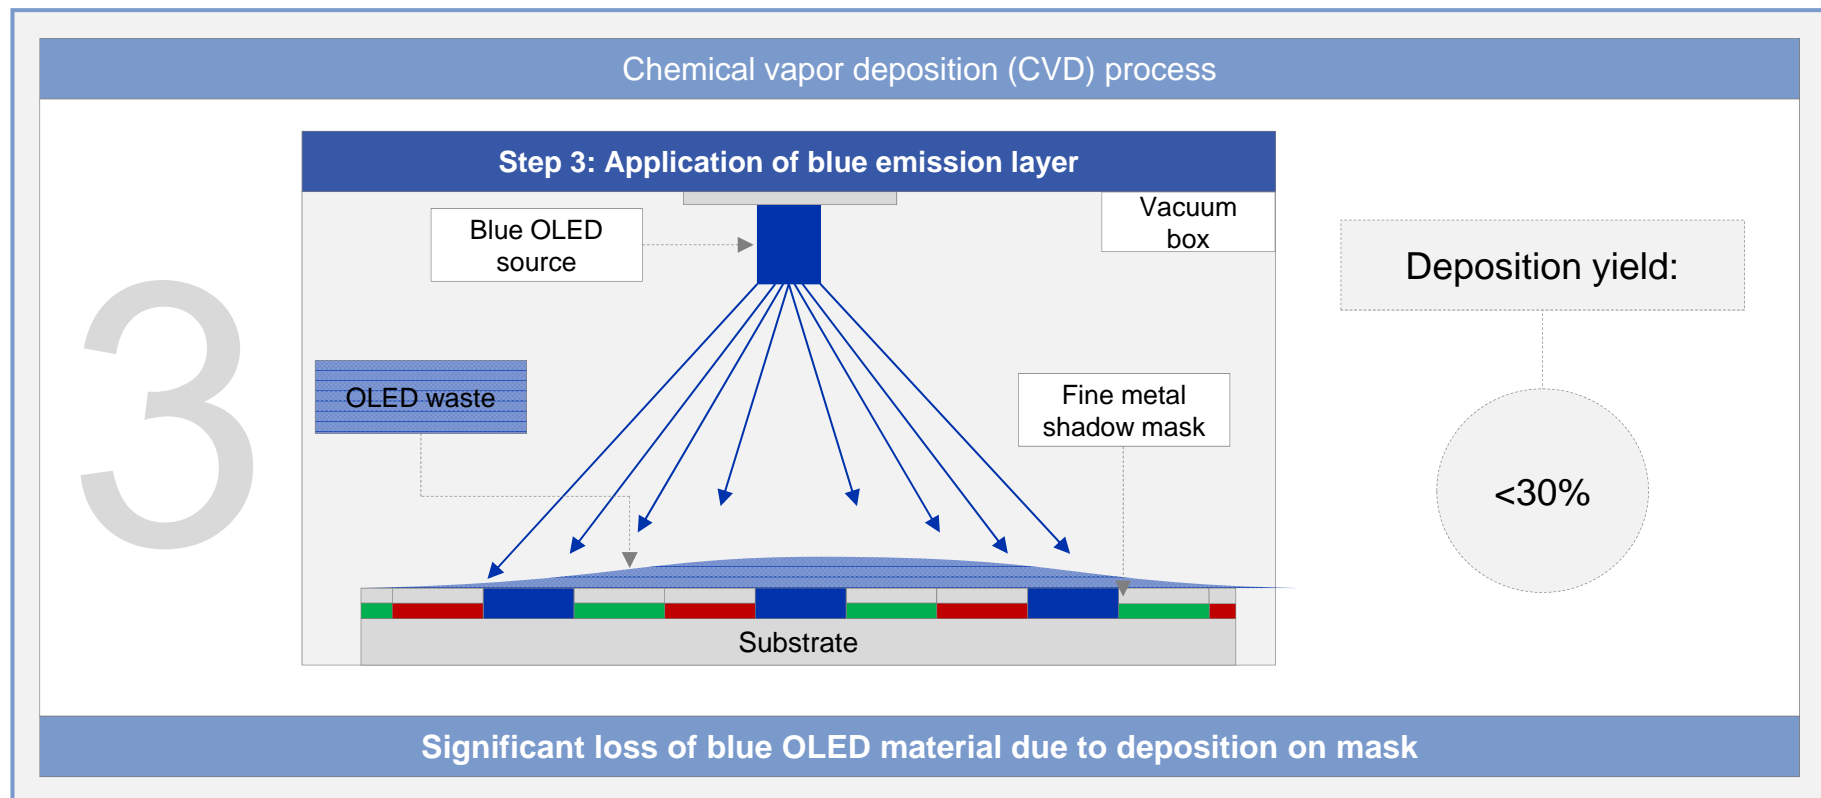 Chemical vapor deposition (CVD) process
3
Step 3: Application of blue emission layer
Blue OLED
source
Vacuum
box
Deposition yield:
OLED waste
Fine metal
shadow mask
<30%
Substrate
Significant loss of blue OLED material due to deposition on mask